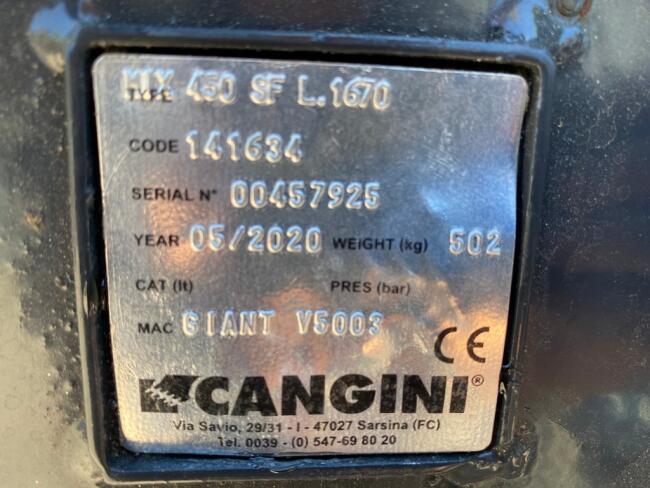 TYPE MIX 450 SF L.1670
CODE 141634
SERIAL N° 00457925
YEAR 05/2020 WEIGHT (kg) 502
CAT (lt) PRES (bar)
MAC GIANT V5003
CE
CANGINI®
Via Savio, 29/31 - I - 47027 Sarsina (FC)
Tel. 0039 - (0) 547-69 80 20